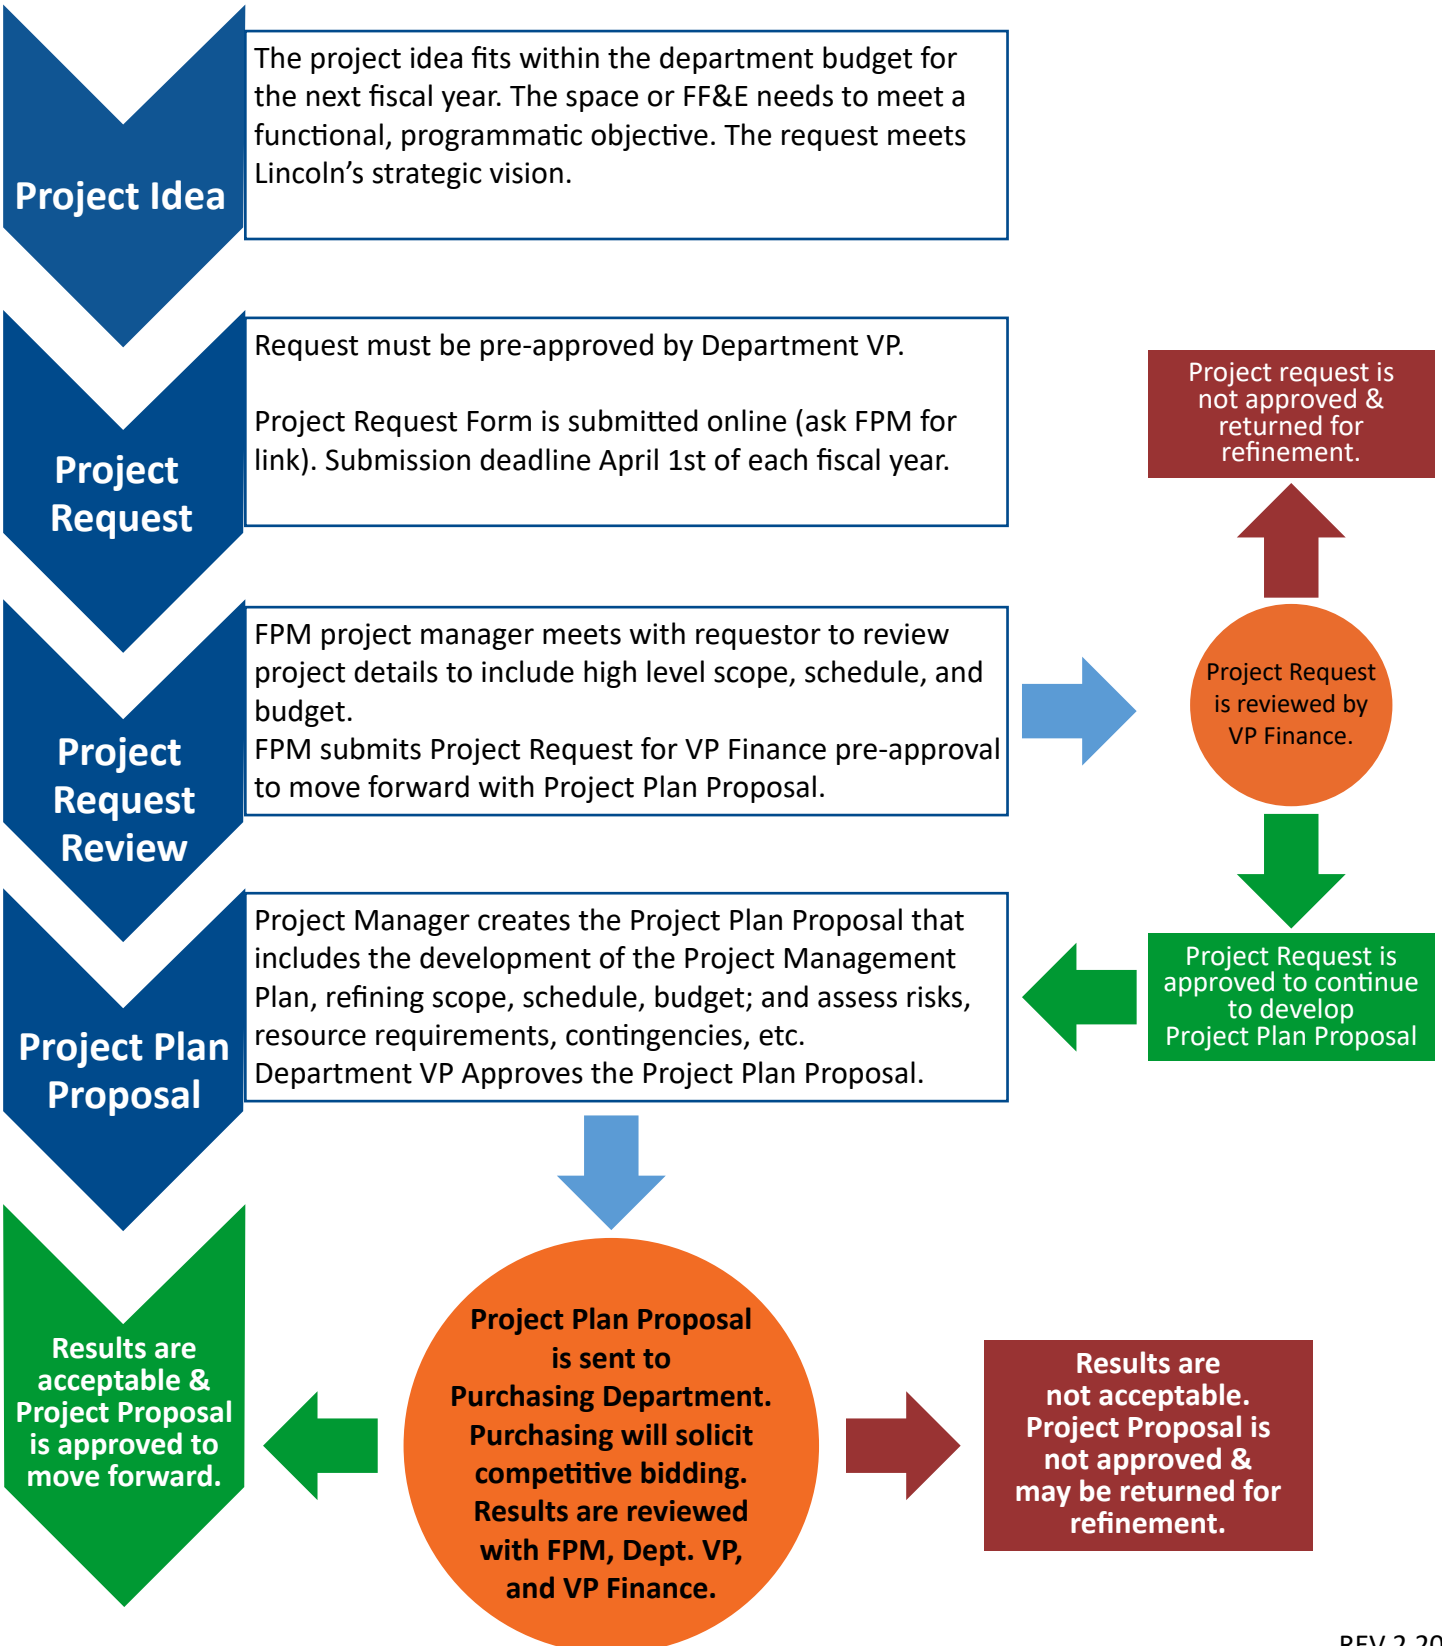 Project Idea
The project idea fits within the department budget for
the next fiscal year. The space or FF&E needs to meet a
functional, programmatic objective. The request meets
Lincoln’s strategic vision.
Project
Request
Request must be pre-approved by Department VP.
Project Request Form is submitted online (ask FPM for
link). Submission deadline April 1st of each fiscal year.
Project request is
not approved &
returned for
refinement.
Project
Request
Review
FPM project manager meets with requestor to review
project details to include high level scope, schedule, and
budget.
FPM submits Project Request for VP Finance pre-approval
to move forward with Project Plan Proposal.
Project Request
is reviewed by
VP Finance.
Project Request is
approved to continue
to develop
Project Plan Proposal
Project Plan
Proposal
Project Manager creates the Project Plan Proposal that
includes the development of the Project Management
Plan, refining scope, schedule, budget; and assess risks,
resource requirements, contingencies, etc.
Department VP Approves the Project Plan Proposal.
Results are
acceptable &
Project Proposal
is approved to
move forward.
Project Plan Proposal
is sent to
Purchasing Department.
Purchasing will solicit
competitive bidding.
Results are reviewed
with FPM, Dept. VP,
and VP Finance.
Results are
not acceptable.
Project Proposal is
not approved &
may be returned for
refinement.
REV 2.20